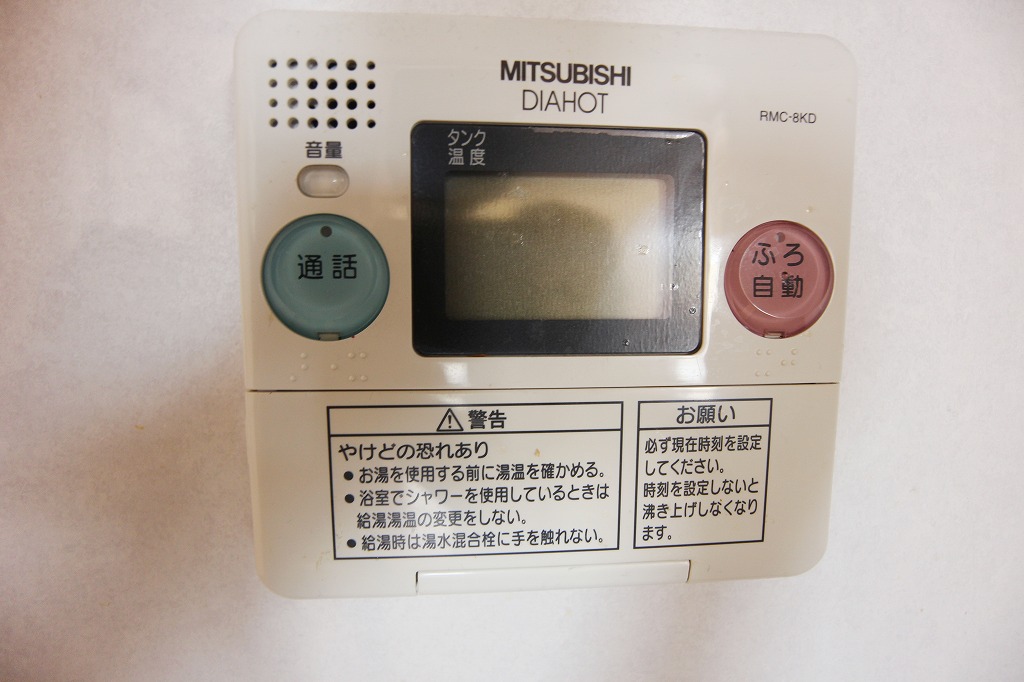 MITSUBISHI
DIAHOT
RMC-8KD
音量
タンク
温度
通話
ふろ
自動
警告
やけどの恐れあり
● お湯を使用する前に湯温を確かめる。
● 浴室でシャワーを使用しているときは
給湯湯温の変更をしない。
● 給湯時は湯水混合栓に手を触れない。
お願い
必ず現在時刻を設定
してください。
時刻を設定しないと
沸き上げしなくなり
ます。